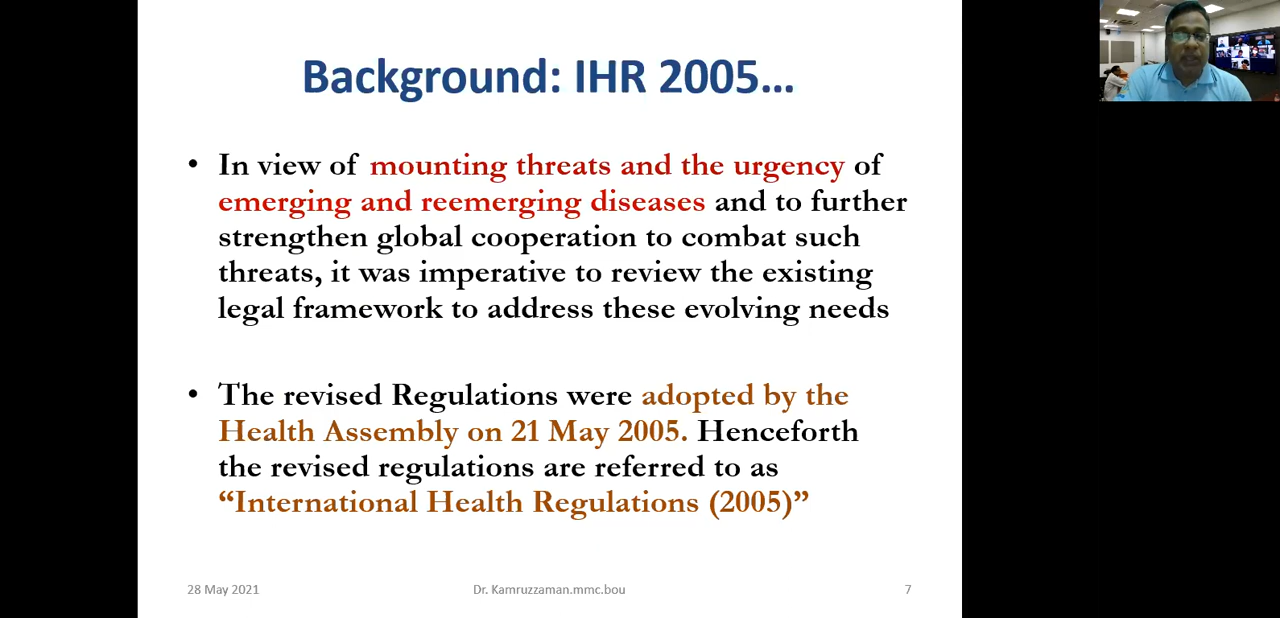 Background: IHR 2005...
• In view of mounting threats and the urgency of
emerging and reemerging diseases and to further
strengthen global cooperation to combat such
threats, it was imperative to review the existing
legal framework to address these evolving needs
• The revised Regulations were adopted by the
Health Assembly on 21 May 2005. Henceforth
the revised regulations are referred to as
“International Health Regulations (2005)”
28 May 2021
Dr. Kamruzzaman.mmc.bou
7